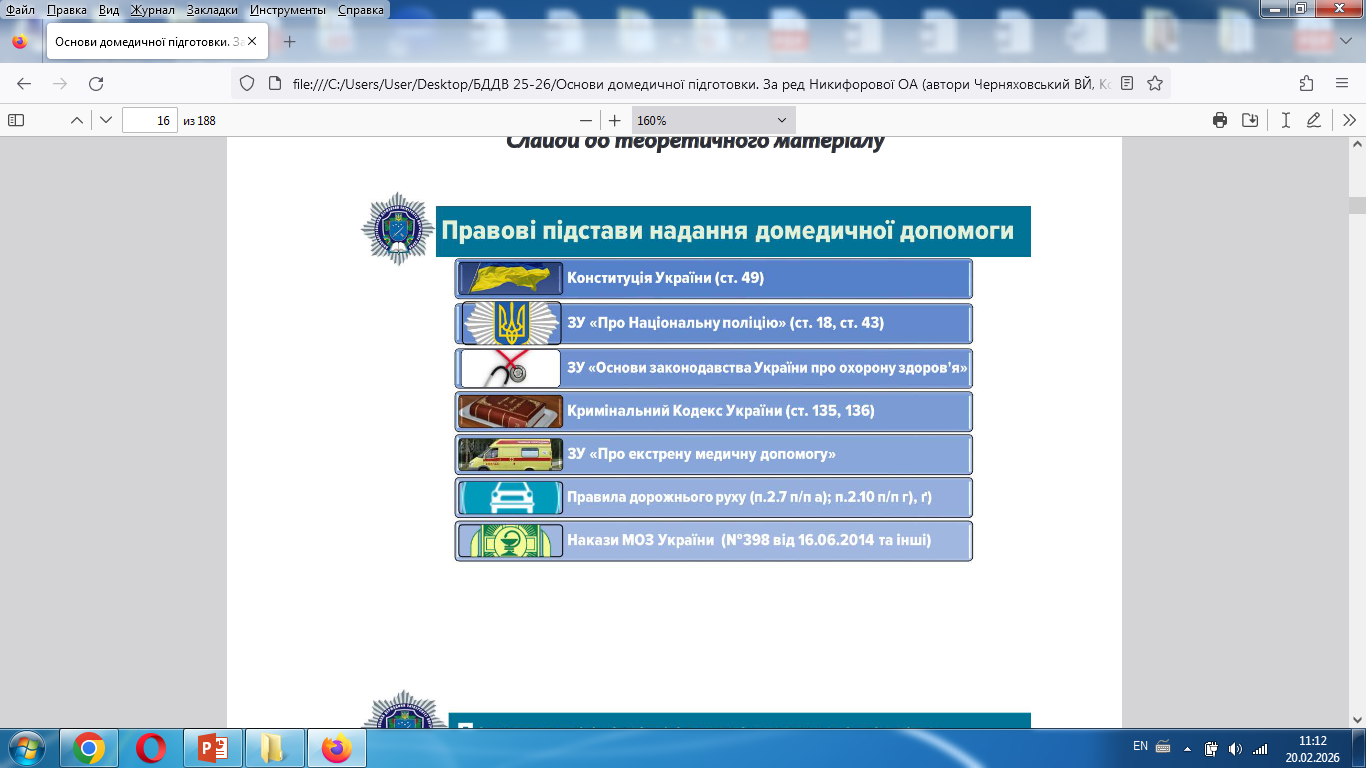 Файл Правка Вид Журнал Закладки Инструменты Справка
Основи домедичної підготовки. За
file:///C:/Users/User/Desktop/БДДВ 25-26/Основи домедичної підготовки. За ред Никифорової ОА (автори Черняховський ВЙ,
16 из 188
160%
Слайди до теоретичного матеріалу
Правові підстави надання домедичної допомоги
Конституція України (ст. 49)
ЗУ «Про Національну поліцію» (ст. 18, ст. 43)
ЗУ «Основи законодавства України про охорону здоров’я»
Кримінальний Кодекс України (ст. 135, 136)
ЗУ «Про екстрену медичну допомогу»
Правила дорожнього руху (п.2.7 п/п а); п.2.10 п/п г), ґ)
Накази МОЗ України (№398 від 16.06.2014 та інші)
EN
11:12
20.02.2026